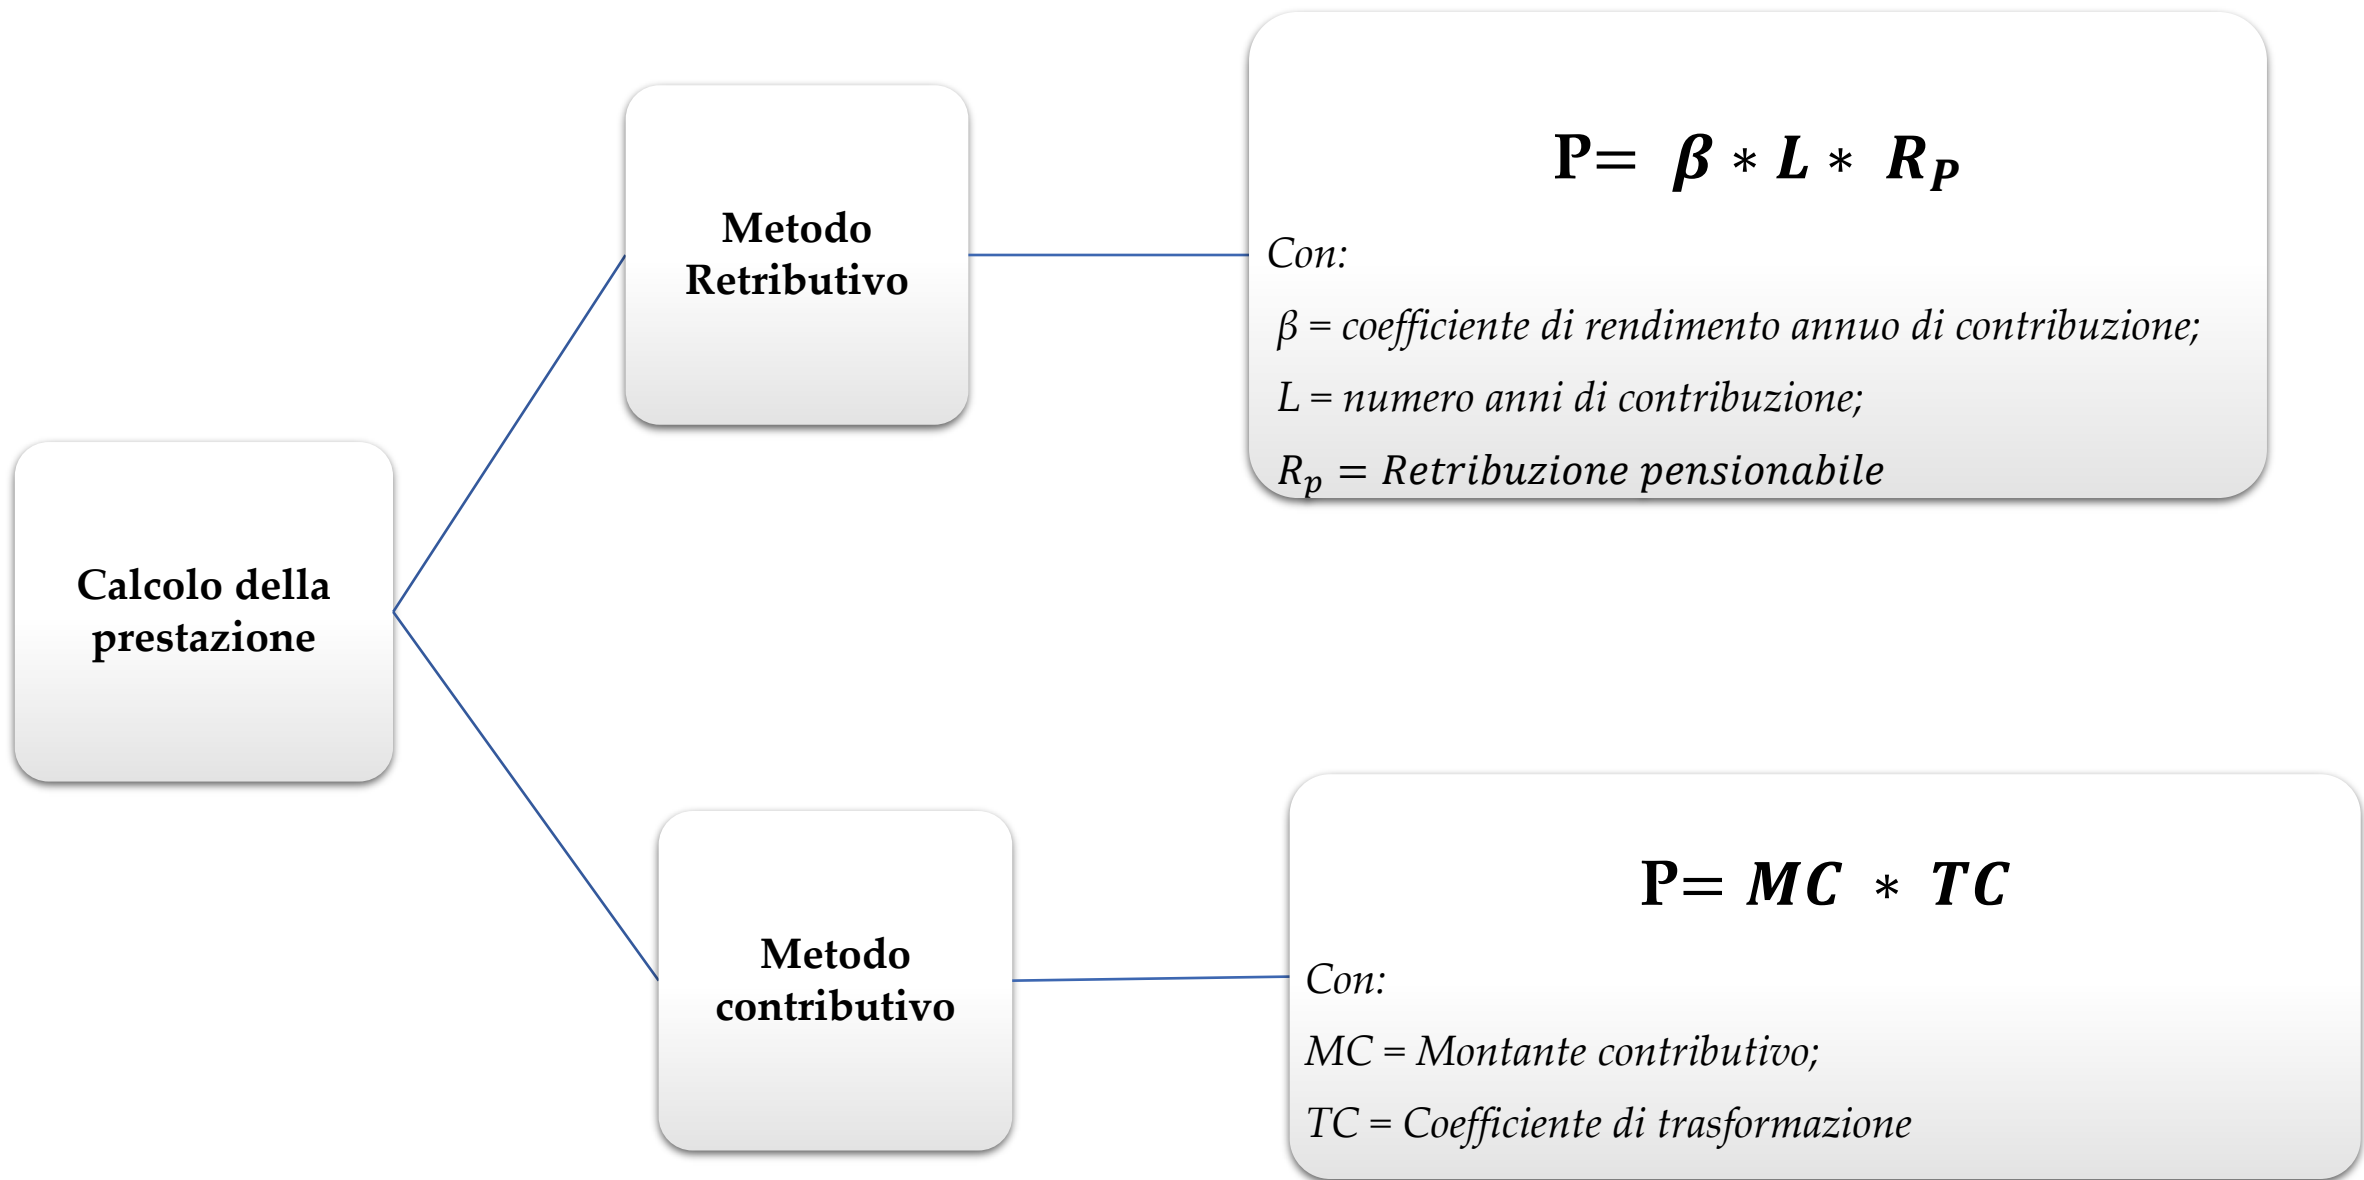 Calcolo della
prestazione
Metodo
Retributivo
P= β * L * R_P
Con:
β = coefficiente di rendimento annuo di contribuzione;
L = numero anni di contribuzione;
R_p = Retribuzione pensionabile
Metodo
contributivo
P= MC * TC
Con:
MC = Montante contributivo;
TC = Coefficiente di trasformazione